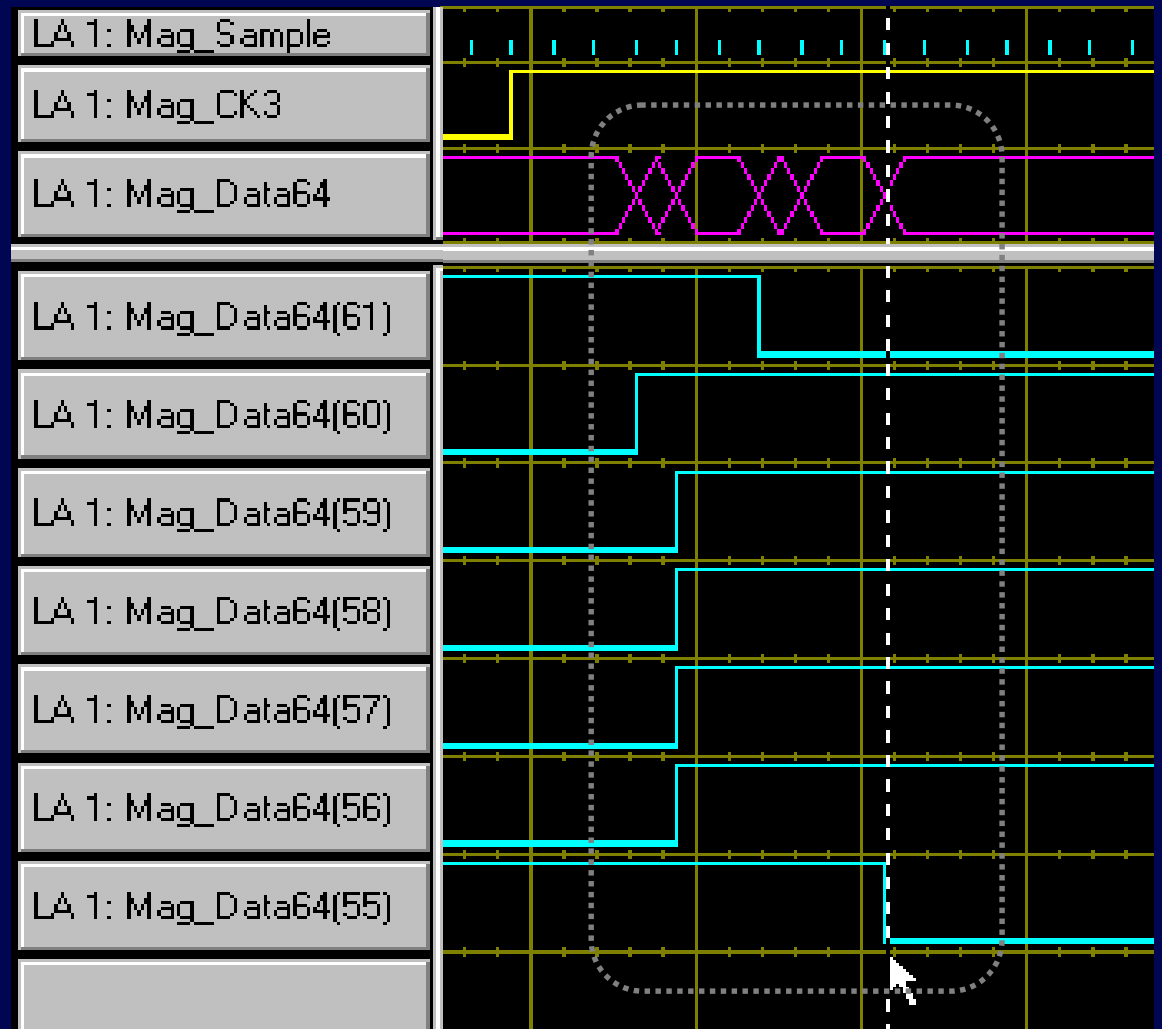 LA 1: Mag_Sample
LA 1: Mag_CK3
LA 1: Mag_Data64
LA 1: Mag_Data64(61)
LA 1: Mag_Data64(60)
LA 1: Mag_Data64(59)
LA 1: Mag_Data64(58)
LA 1: Mag_Data64(57)
LA 1: Mag_Data64(56)
LA 1: Mag_Data64(55)